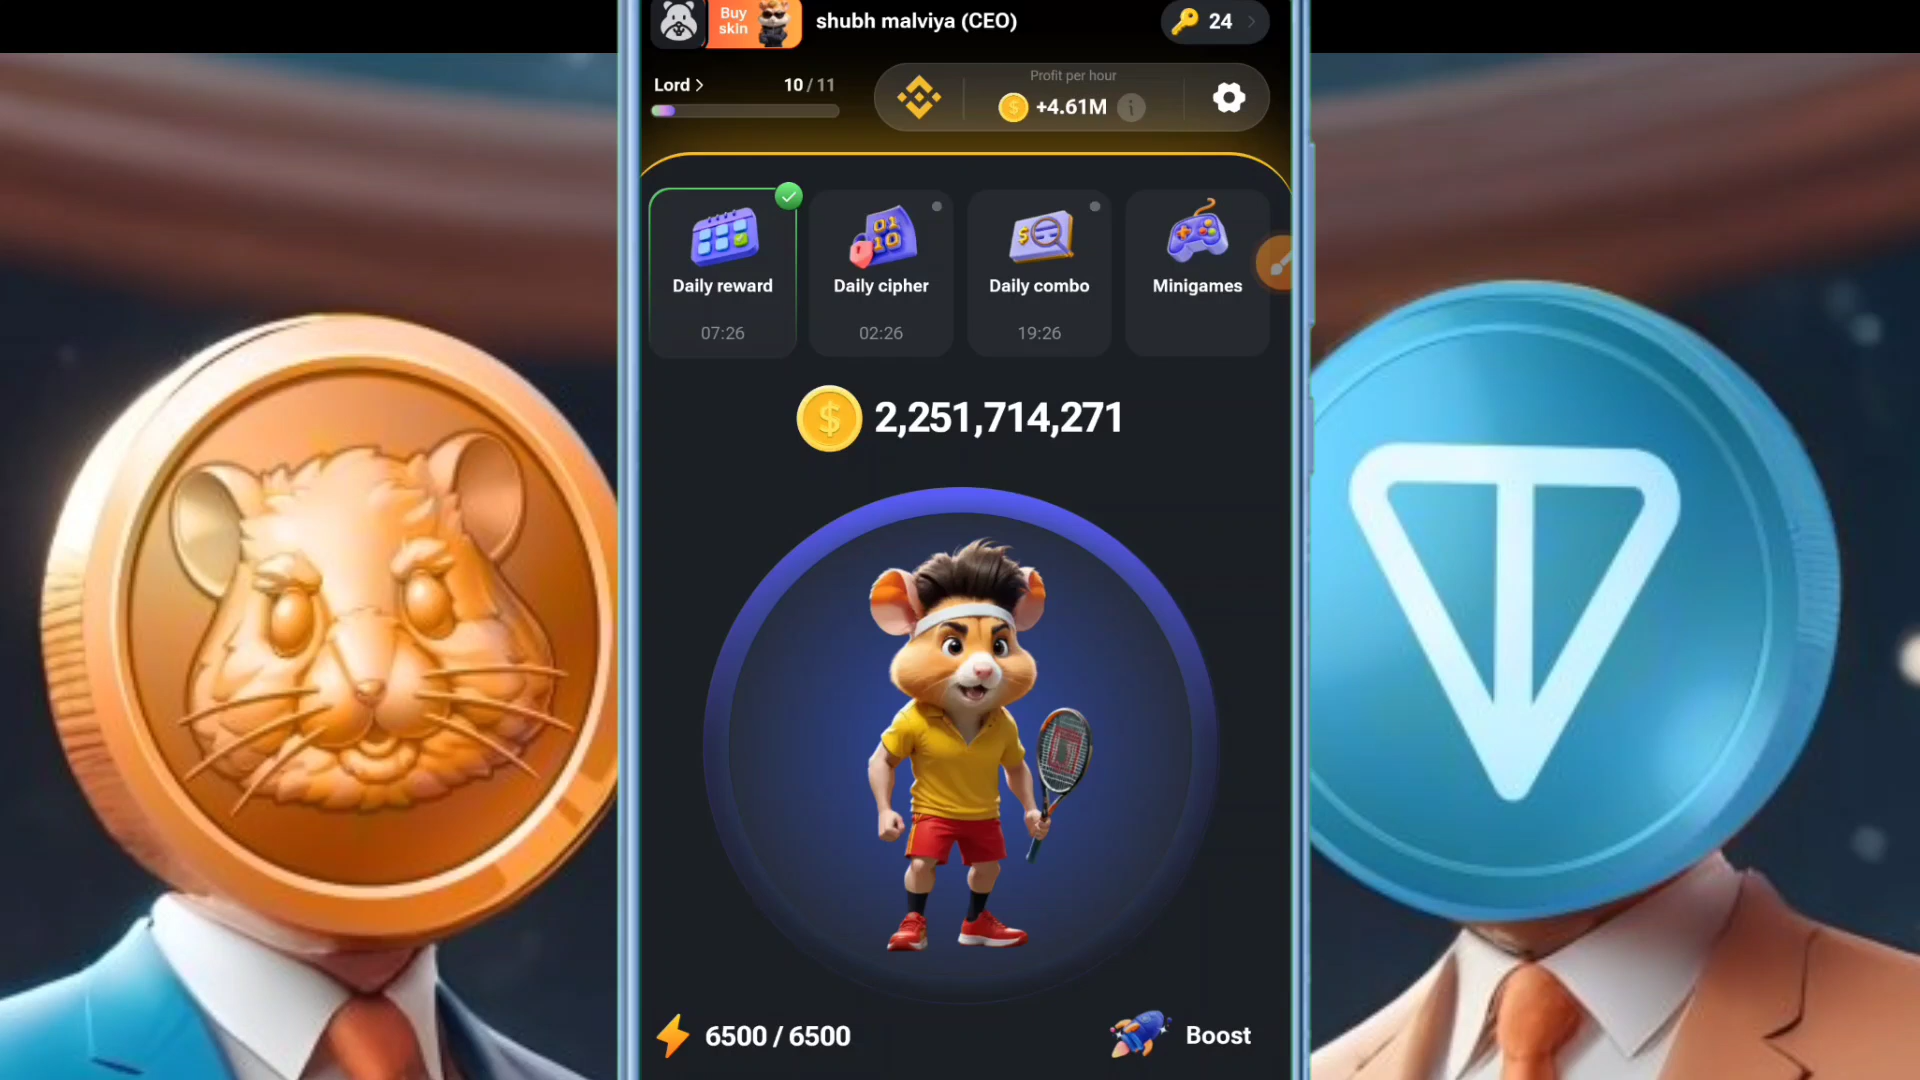 Buy
skin
shubh malviya (CEO)
24
Lord
10 / 11
Profit per hour
+4.61M
Daily reward
07:26
Daily cipher
02:26
Daily combo
19:26
Minigames
2,251,714,271
6500 / 6500
Boost